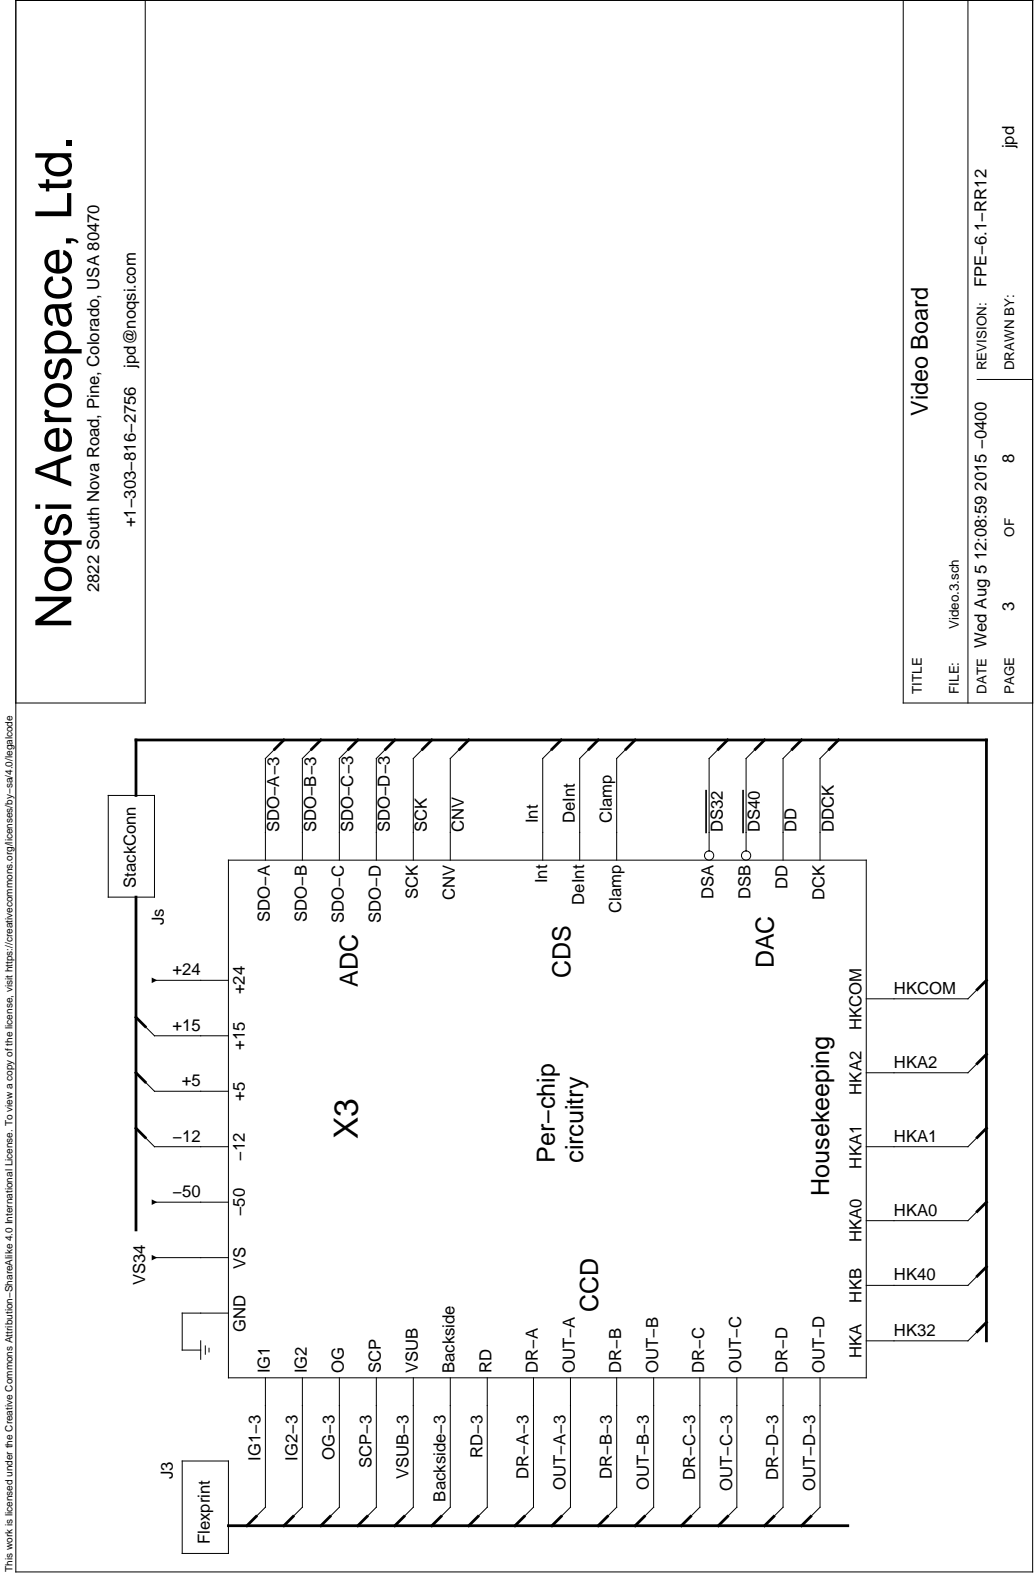 This work is licensed under the Creative Commons Attribution−ShareAlike 4.0 International License. To view a copy of the license, visit https://creativecommons.org/licenses/by−sa/4.0/legalcode
Noqsi Aerospace, Ltd.
2822 South Nova Road, Pine, Colorado, USA 80470
+1−303−816−2756 jpd@noqsi.com
J3
Flexprint
StackConn
Js
VS34
−50
−12
+5
+15
+24
GND
VS
−50
−12
+5
+15
+24
IG1−3
IG2−3
OG−3
SCP−3
VSUB−3
Backside−3
RD−3
DR−A−3
OUT−A−3
DR−B−3
OUT−B−3
DR−C−3
OUT−C−3
DR−D−3
OUT−D−3
IG1
IG2
OG
SCP
VSUB
Backside
RD
DR−A
OUT−A
DR−B
OUT−B
DR−C
OUT−C
DR−D
OUT−D
CCD
X3
Per−chip
circuitry
ADC
CDS
DAC
Housekeeping
SDO−A
SDO−B
SDO−C
SDO−D
SCK
CNV
Int
DeInt
Clamp
DSA
DSB
DD
DCK
SDO−A−3
SDO−B−3
SDO−C−3
SDO−D−3
SCK
CNV
Int
DeInt
Clamp
DS32
DS40
DD
DDCK
HKA
HKB
HKA0
HKA1
HKA2
HKCOM
HK32
HK40
HKA0
HKA1
HKA2
HKCOM
TITLE
Video Board
FILE: Video.3.sch
DATE Wed Aug 5 12:08:59 2015 −0400
REVISION: FPE−6.1−RR12
PAGE 3 OF 8
DRAWN BY: jpd